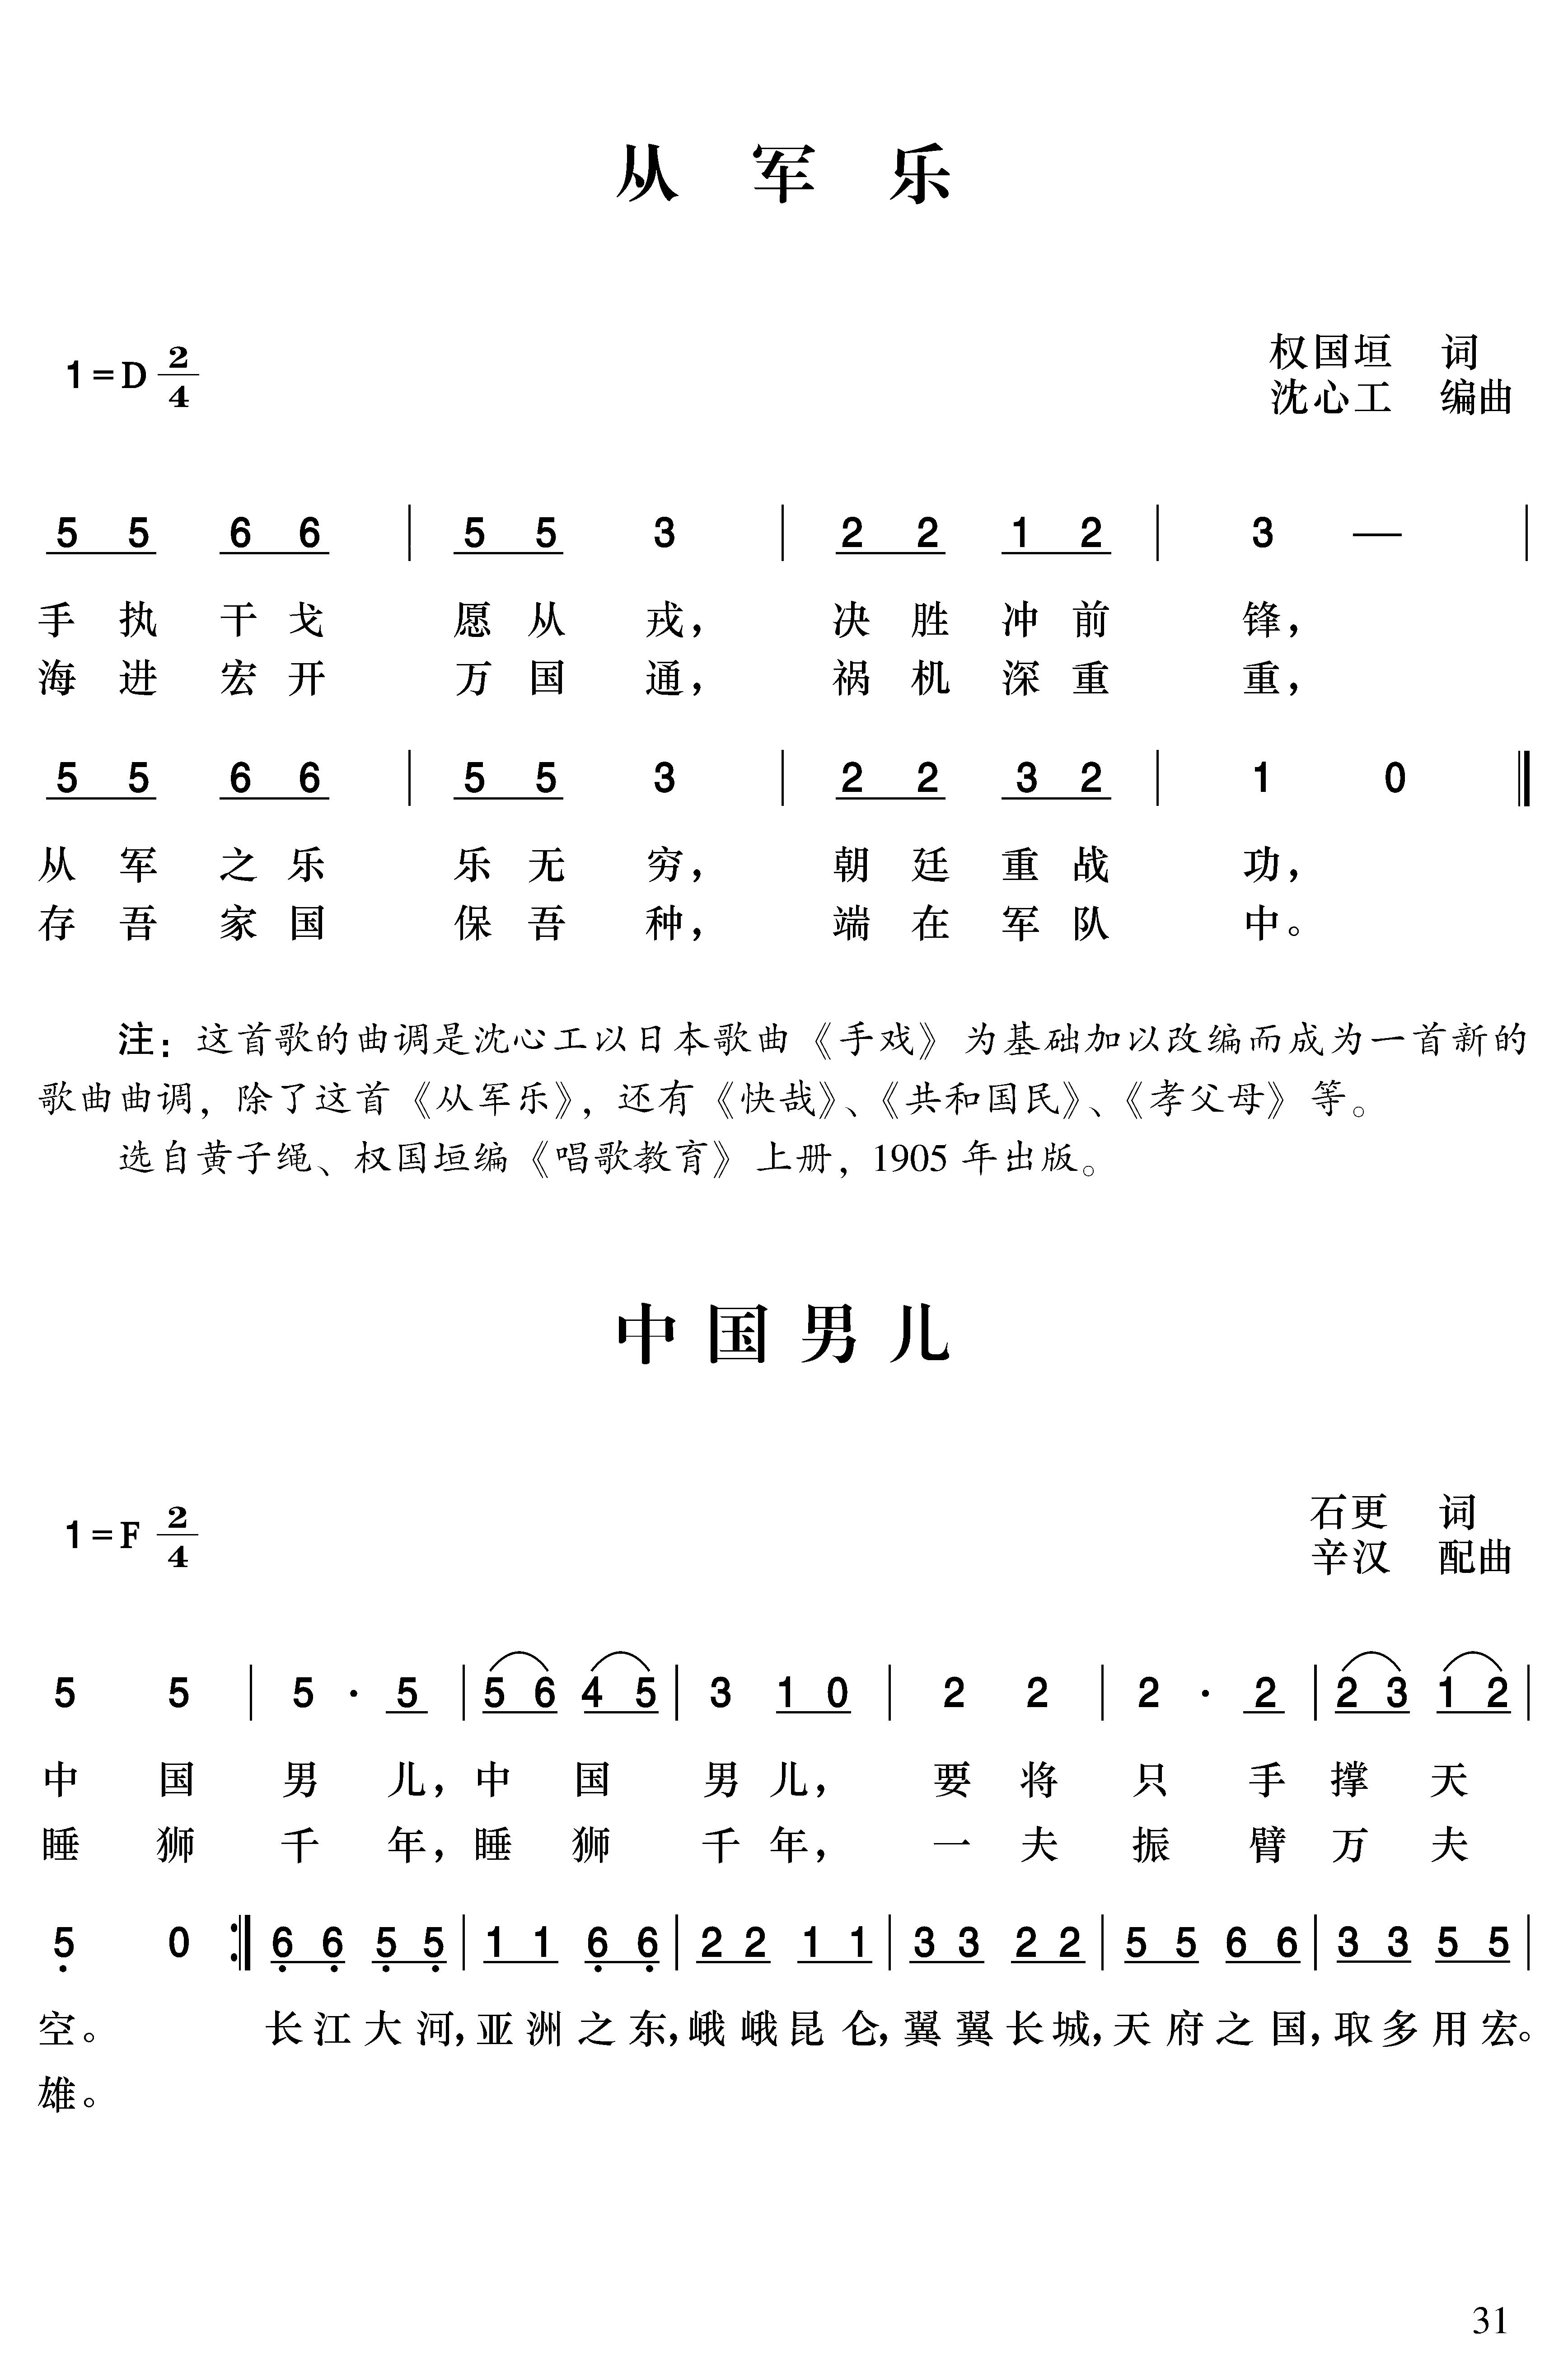 从军乐
1=D 2/4
权国垣 词
沈心工 编曲
5 5 6 6 | 5 5 3 | 2 2 1 2 | 3 — |
手执干戈 愿从戎， 决胜冲前 锋，
海进宏开 万国通， 祸机深重 重，
5 5 6 6 | 5 5 3 | 2 2 3 2 | 1 0 ‖
从军之乐 乐无穷， 朝廷重战 功，
存吾家国 保吾种， 端在军队 中。
注：这首歌的曲调是沈心工以日本歌曲《手戏》为基础加以改编而成为一首新的
歌曲曲调，除了这首《从军乐》，还有《快哉》、《共和国民》、《孝父母》等。
选自黄子绳、权国垣编《唱歌教育》上册，1905 年出版。
中国男儿
1=F 2/4
石更 词
辛汉 配曲
5 5 | 5 · 5 | 5 6 4 5 | 3 1 0 | 2 2 | 2 · 2 | 2 3 1 2 |
中国男儿，中国男儿， 要将只手撑天
睡狮千年，睡狮千年， 一夫振臂万夫
5̣ 0 :‖ 6̣ 6̣ 5̣ 5̣ | 1 1 6̣ 6̣ | 2 2 1 1 | 3 3 2 2 | 5 5 6 6 | 3 3 5 5 |
空。 长江大河，亚洲之东，峨峨昆仑，翼翼长城，天府之国，取多用宏。
雄。
31